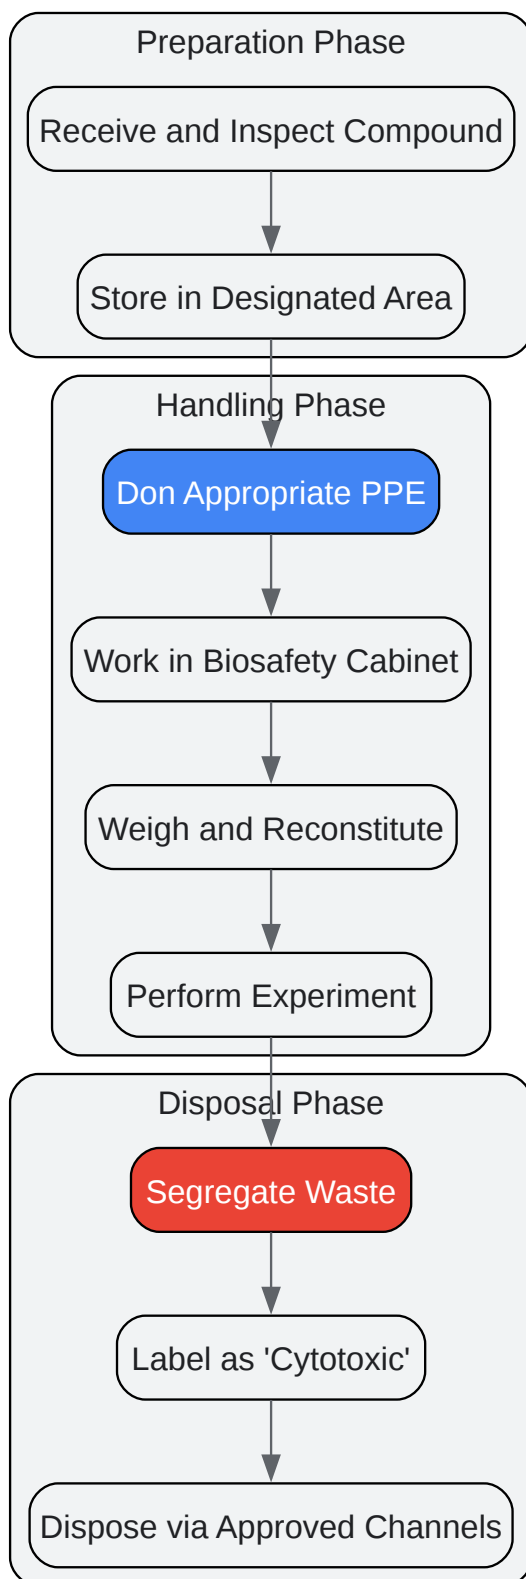 Preparation Phase
Receive and Inspect Compound
Store in Designated Area
Handling Phase
Don Appropriate PPE
Work in Biosafety Cabinet
Weigh and Reconstitute
Perform Experiment
Disposal Phase
Segregate Waste
Label as 'Cytotoxic'
Dispose via Approved Channels